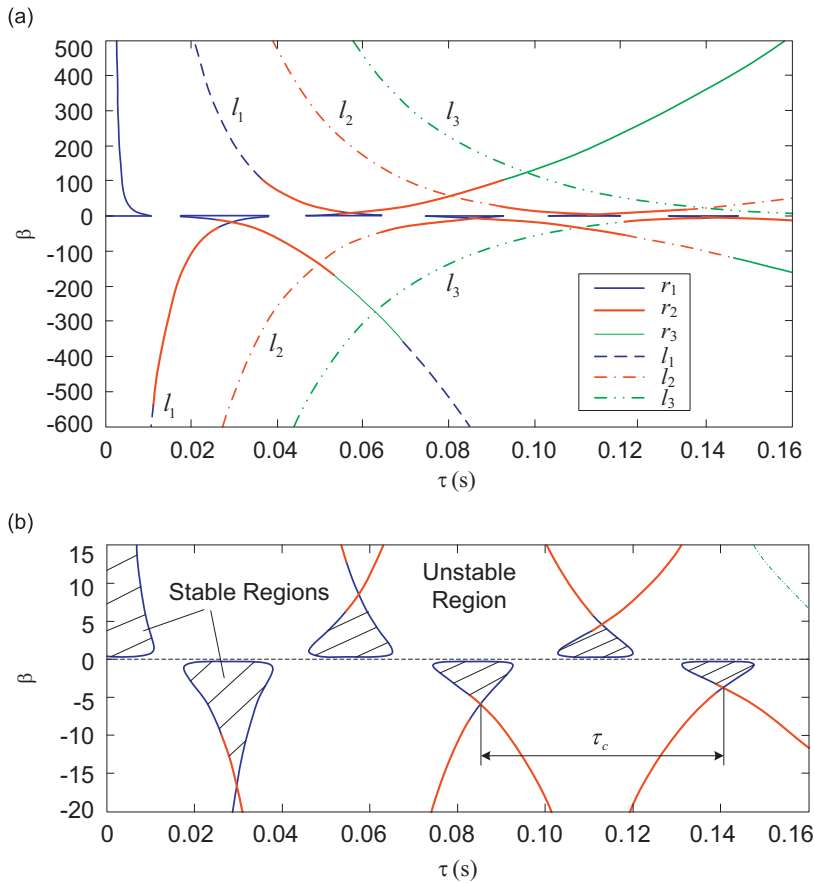 (a)
500
400
300
200
100
0
-100
-200
-300
-400
-500
-600
β
l₁
l₂
l₃
l₁
l₂
l₃
r₁
r₂
r₃
l₁
l₂
l₃
0 0.02 0.04 0.06 0.08 0.10 0.12 0.14 0.16
τ (s)
(b)
15
10
5
0
-5
-10
-15
-20
β
Stable Regions
Unstable
Region
τc
0 0.02 0.04 0.06 0.08 0.10 0.12 0.14 0.16
τ (s)